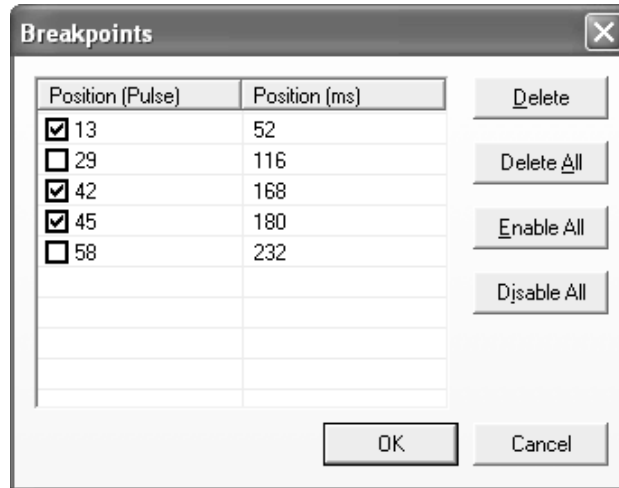 Breakpoints
Position (Pulse) Position (ms)
13 52
29 116
42 168
45 180
58 232
Delete
Delete All
Enable All
Disable All
OK Cancel